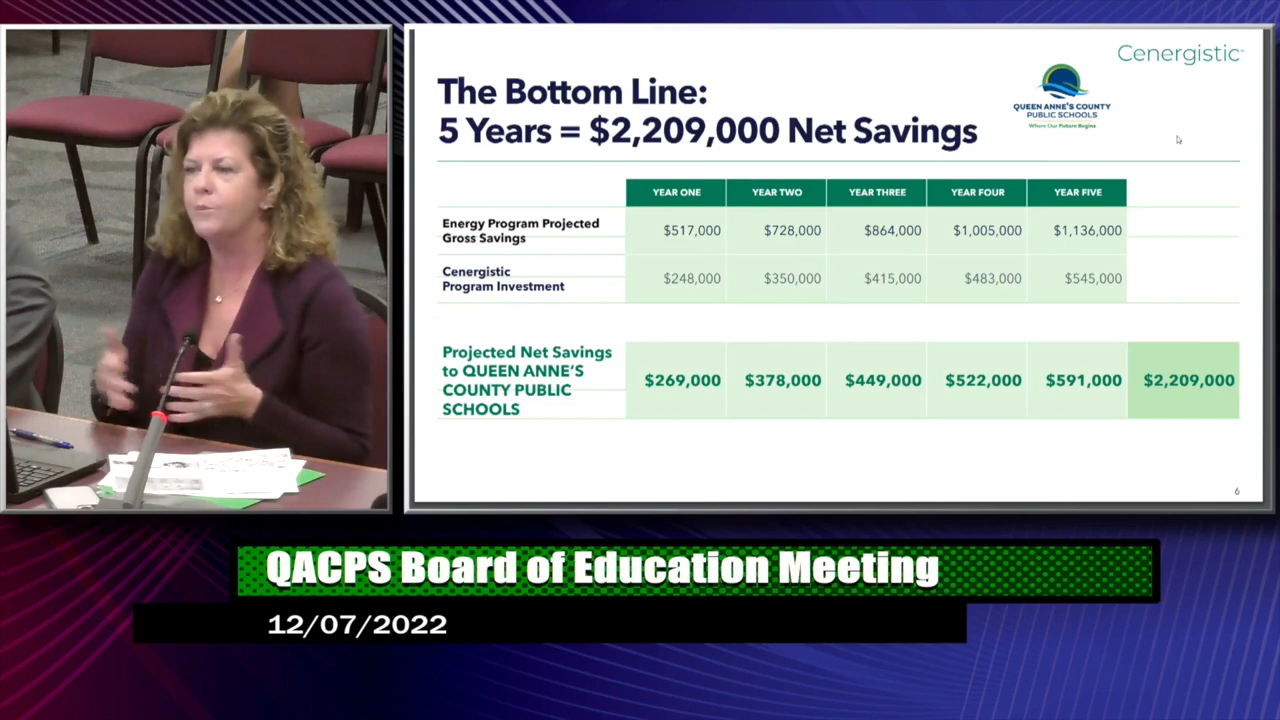 Cenergistic
The Bottom Line:
5 Years = $2,209,000 Net Savings
QUEEN ANNE'S COUNTY
PUBLIC SCHOOLS
Where Our Future Begins
YEAR ONE YEAR TWO YEAR THREE YEAR FOUR YEAR FIVE
Energy Program Projected
Gross Savings
$517,000 $728,000 $864,000 $1,005,000 $1,136,000
Cenergistic
Program Investment
$248,000 $350,000 $415,000 $483,000 $545,000
Projected Net Savings
to QUEEN ANNE'S
COUNTY PUBLIC
SCHOOLS
$269,000 $378,000 $449,000 $522,000 $591,000 $2,209,000
6
QACPS Board of Education Meeting
12/07/2022